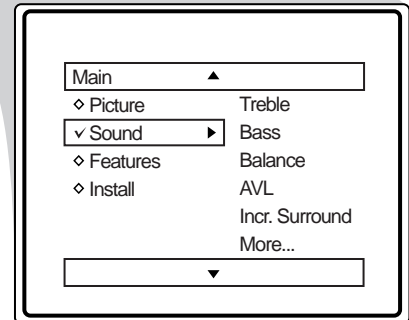 Main
Picture
Treble
Sound
Bass
Features
Balance
Install
AVL
Incr. Surround
More...